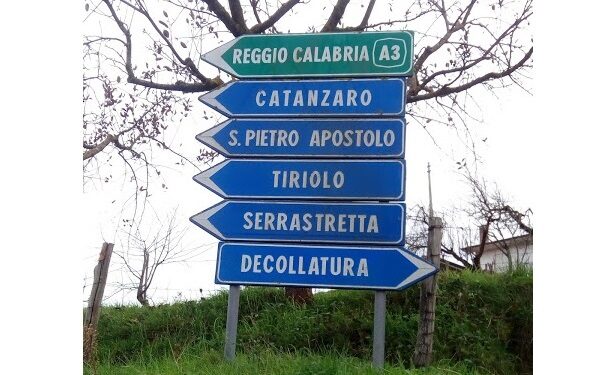 REGGIO CALABRIA A3
CATANZARO
S. PIETRO APOSTOLO
TIRIOLO
SERRASTRETTA
DECOLLATURA